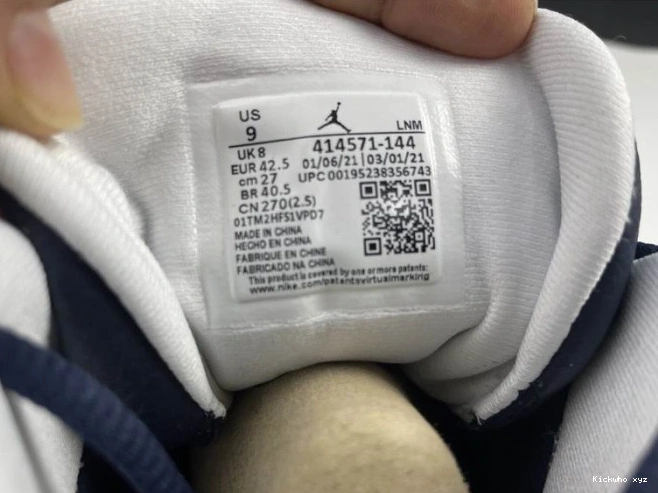 US
9
LNM
UK 8
414571-144
EUR 42.5
01/06/21 | 03/01/21
cm 27
UPC 00195238356743
BR 40.5
CN 270(2.5)
01TM2HFS1VPD7
MADE IN CHINA
HECHO EN CHINA
FABRIQUE EN CHINE
FABRICADO NA CHINA
This product is covered by one or more patents:
www.nike.com/patentsvirtualmarking
Kickwho xyz